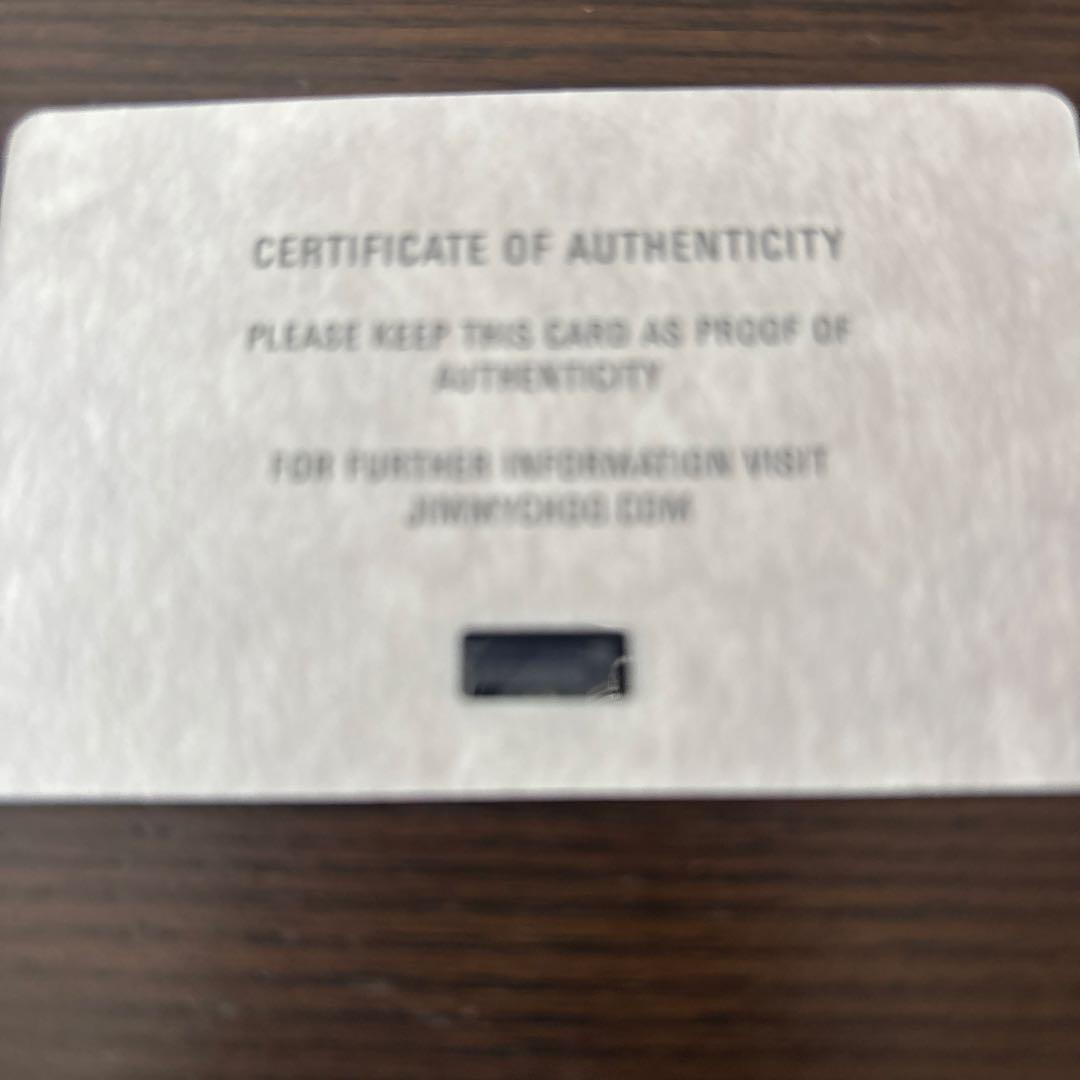 CERTIFICATE OF AUTHENTICITY
PLEASE KEEP THIS CARD AS PROOF OF
AUTHENTICITY
FOR FURTHER INFORMATION VISIT
JIMMYCHOO.COM